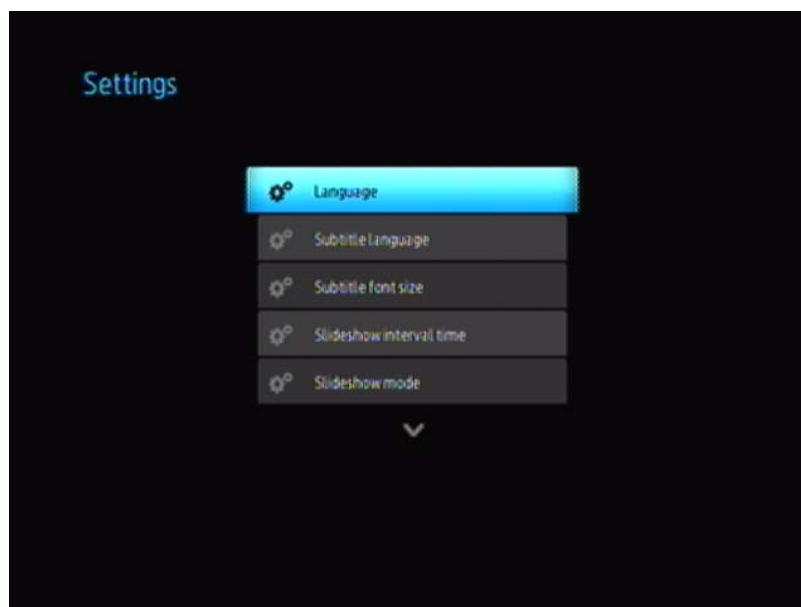 Settings
Language
Subtitle language
Subtitle font size
Slideshow interval time
Slideshow mode